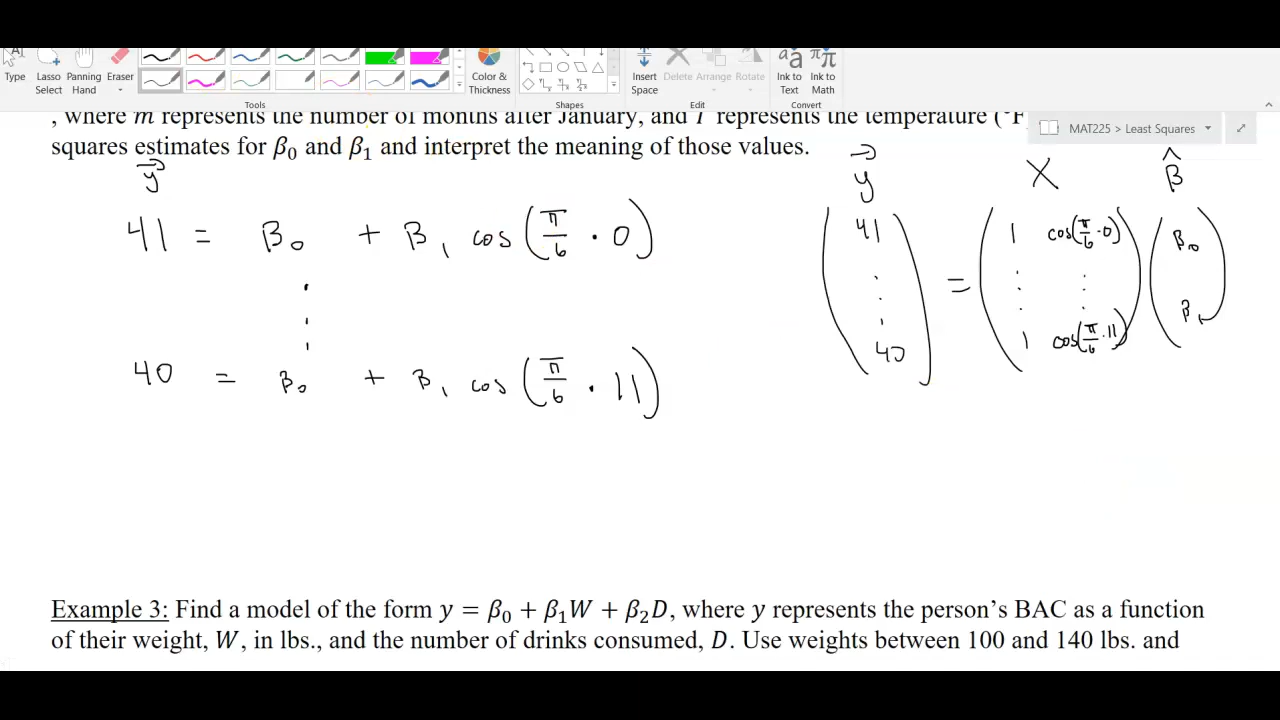 Type Lasso Select Panning Hand Eraser Color & Thickness Insert Space Delete Arrange Rotate Ink to Text Ink to Math
Tools Shapes Edit Convert
, where m represents the number of months after January, and T represents the temperature (°F
MAT225 > Least Squares
squares estimates for β₀ and β₁ and interpret the meaning of those values.
y⃗
41 = β₀ + β₁ cos(π/6 · 0)
40 = β₀ + β₁ cos(π/6 · 11)
y⃗ X β̂
41 1 cos(π/6 · 0) β₀
=
40 1 cos(π/6 · 11) β₁
Example 3: Find a model of the form y = β₀ + β₁W + β₂D, where y represents the person's BAC as a function
of their weight, W, in lbs., and the number of drinks consumed, D. Use weights between 100 and 140 lbs. and